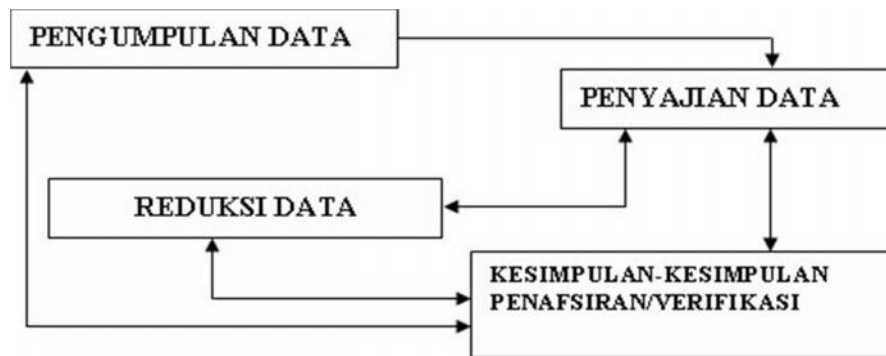 PENGUMPULAN DATA
PENYAJIAN DATA
REDUKSI DATA
KESIMPULAN-KESIMPULAN
PENAFSIRAN/VERIFIKASI